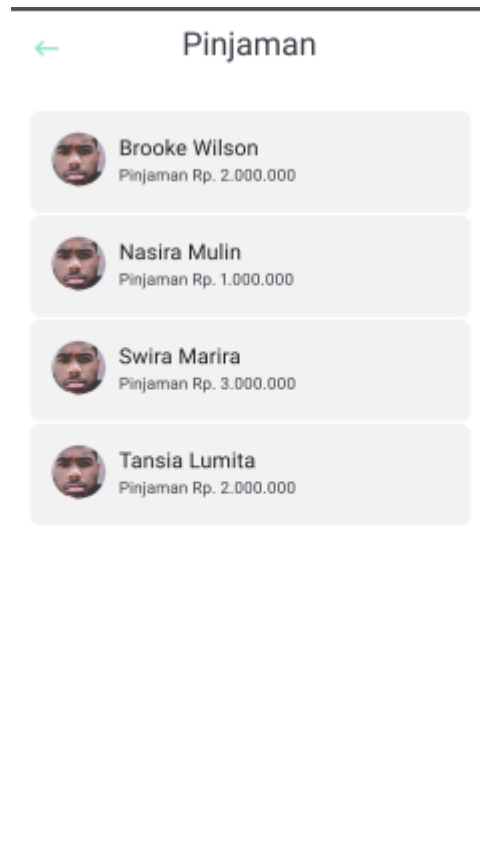 Pinjaman
Brooke Wilson
Pinjaman Rp. 2.000.000
Nasira Mulin
Pinjaman Rp. 1.000.000
Swira Marira
Pinjaman Rp. 3.000.000
Tansia Lumita
Pinjaman Rp. 2.000.000